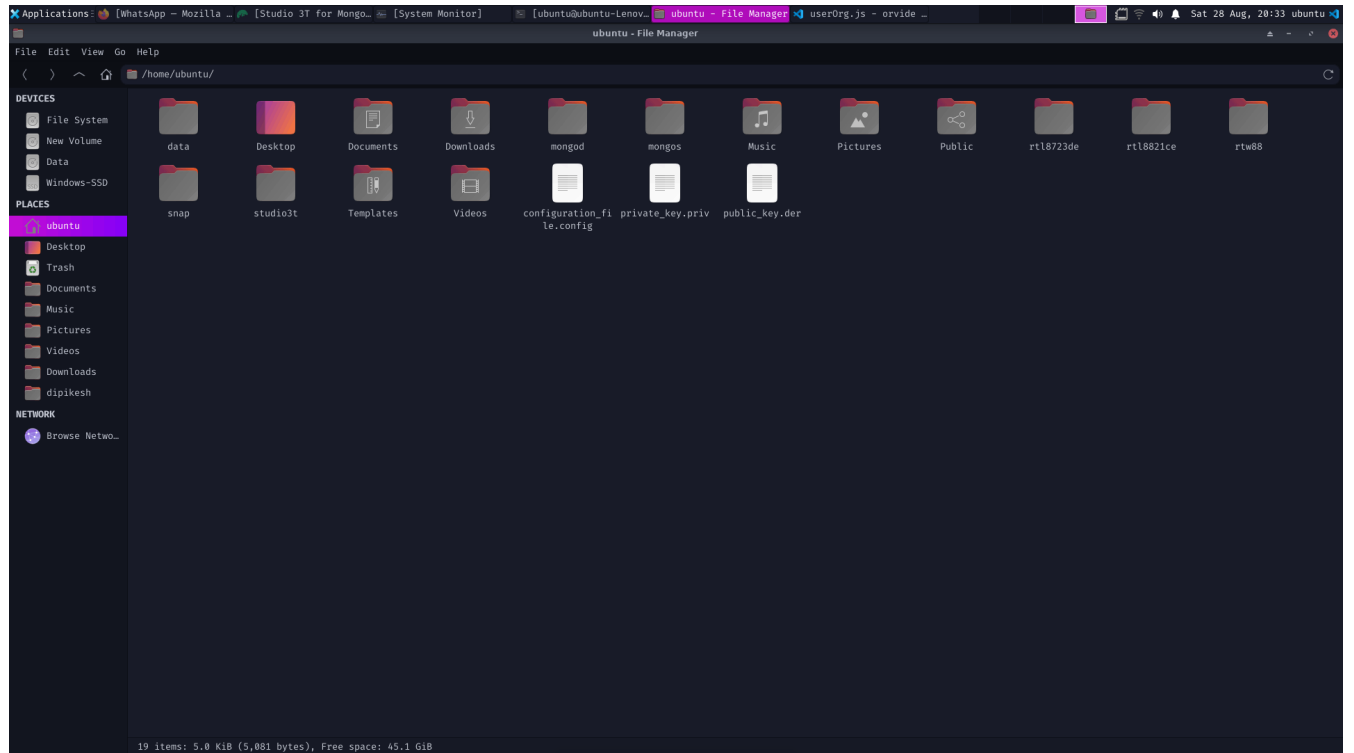 Applications [WhatsApp — Mozilla … [Studio 3T for Mongo… [System Monitor] [ubuntu@ubuntu-Lenov… ubuntu - File Manager userOrg.js - orvide … Sat 28 Aug, 20:33 ubuntu
ubuntu - File Manager
File Edit View Go Help
/home/ubuntu/
DEVICES
File System
New Volume
Data
Windows-SSD
PLACES
ubuntu
Desktop
Trash
Documents
Music
Pictures
Videos
Downloads
dipikesh
NETWORK
Browse Netwo…
data Desktop Documents Downloads mongod mongos Music Pictures Public rtl8723de rtl8821ce rtw88
snap studio3t Templates Videos configuration_fi private_key.priv public_key.der
le.config
19 items: 5.0 KiB (5,081 bytes), Free space: 45.1 GiB